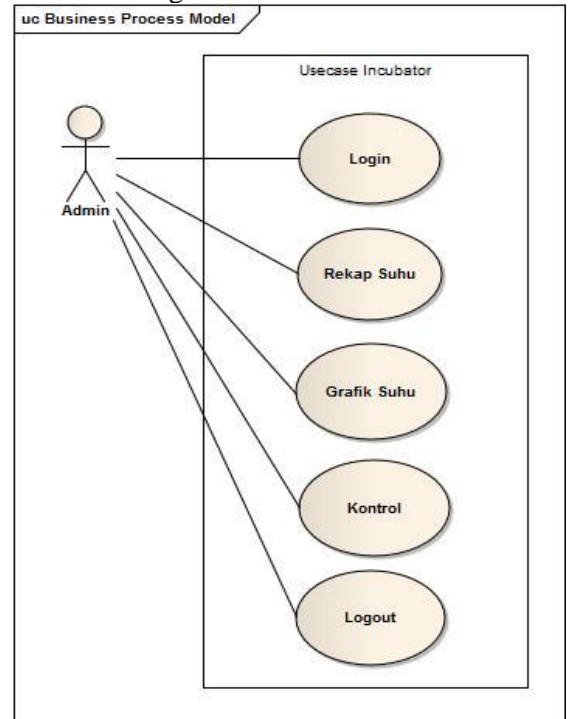 uc Business Process Model
Usecase Incubator
Login
Admin
Rekap Suhu
Grafik Suhu
Kontrol
Logout